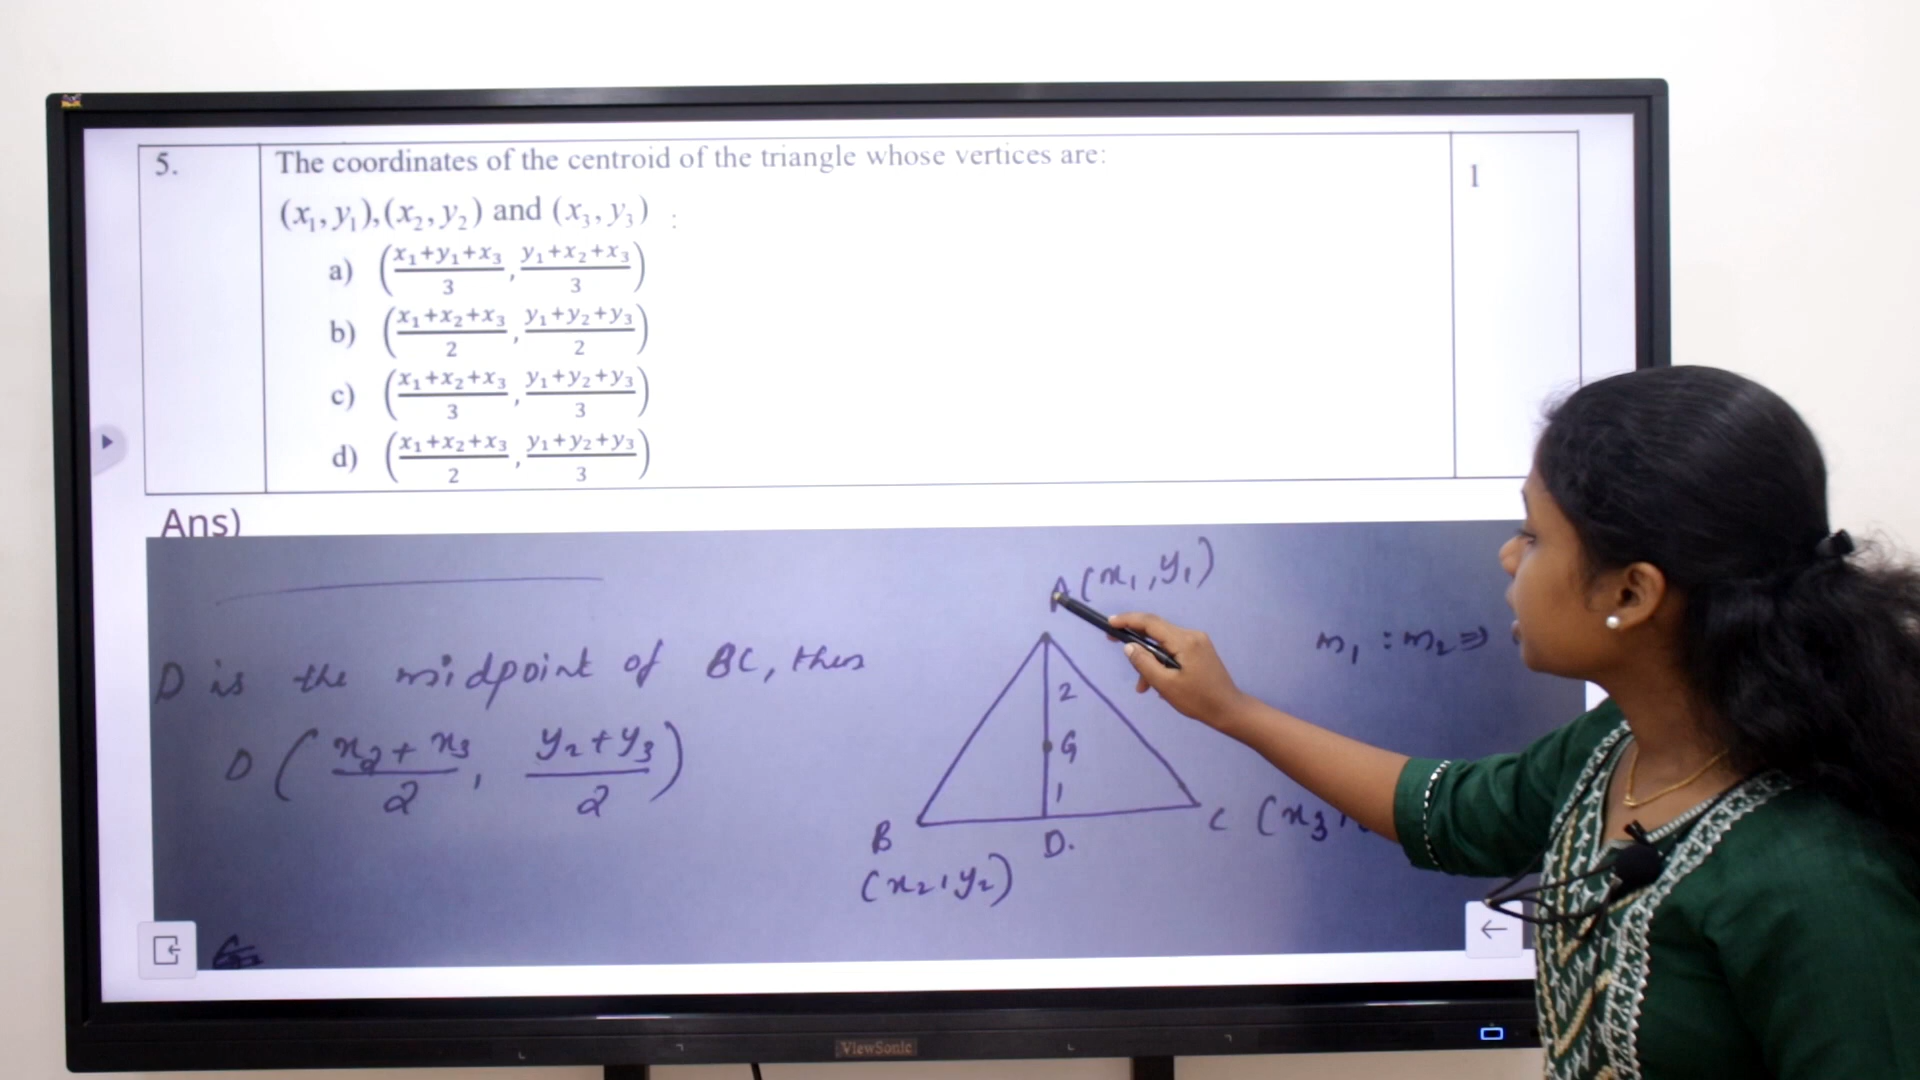 5.
The coordinates of the centroid of the triangle whose vertices are:
1
(x₁, y₁), (x₂, y₂) and (x₃, y₃) :
a) ((x₁+y₁+x₃)/3, (y₁+x₂+x₃)/3)
b) ((x₁+x₂+x₃)/2, (y₁+y₂+y₃)/2)
c) ((x₁+x₂+x₃)/3, (y₁+y₂+y₃)/3)
d) ((x₁+x₂+x₃)/2, (y₁+y₂+y₃)/3)
Ans)
D is the midpoint of BC, then
D ((x₂+x₃)/2, (y₂+y₃)/2)
A (x₁, y₁)
m₁ : m₂ ⇒
2
G
1
B
D.
C (x₃,
(x₂, y₂)
ViewSonic